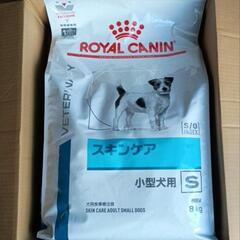 ROYAL CANIN
VETERINARY
S/O
INDEX
スキンケア
小型犬用
S
犬用食事療法食
SKIN CARE ADULT SMALL DOGS
8kg